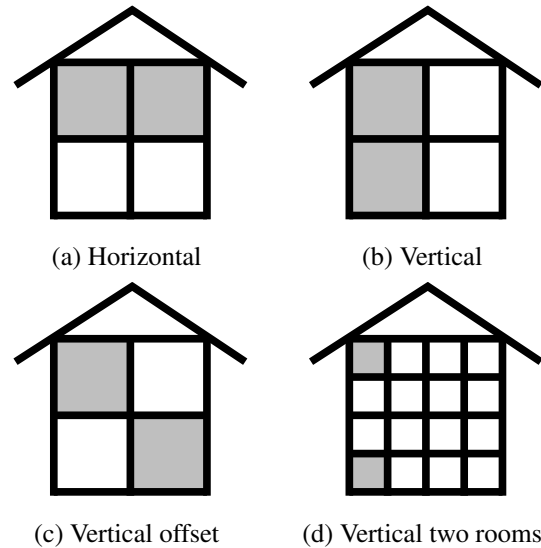 (a) Horizontal
(b) Vertical
(c) Vertical offset
(d) Vertical two rooms